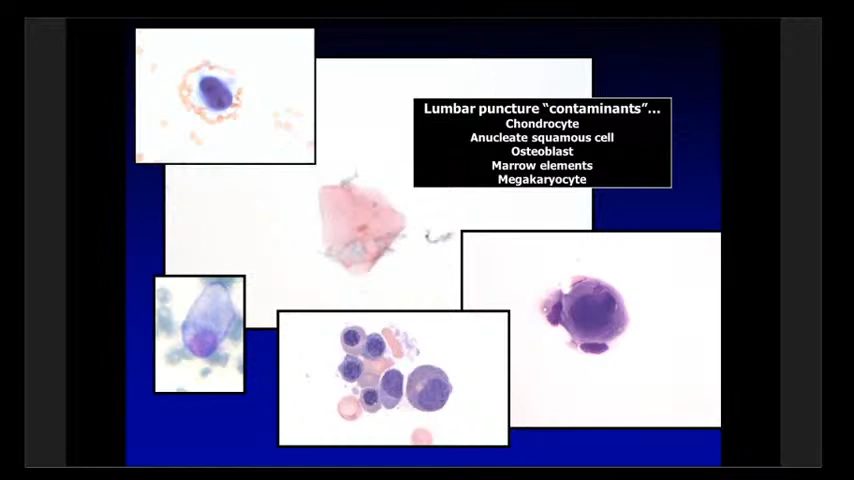 Lumbar puncture “contaminants”...
Chondrocyte
Anucleate squamous cell
Osteoblast
Marrow elements
Megakaryocyte